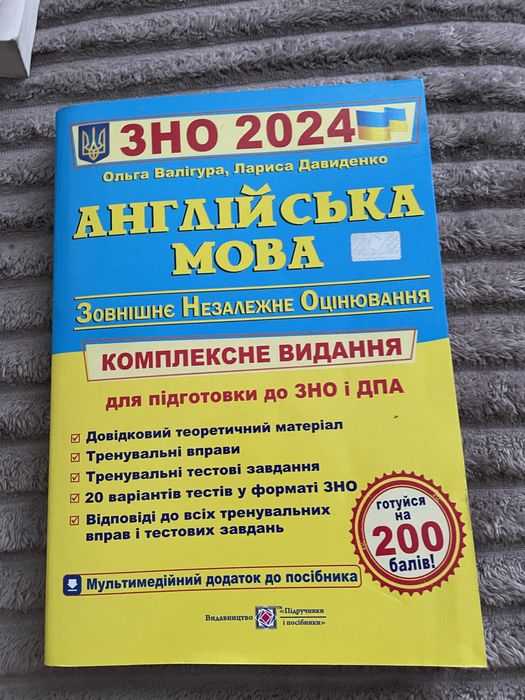 ЗНО 2024
Ольга Валігура, Лариса Давиденко
АНГЛІЙСЬКА
МОВА
Зовнішнє Незалежне Оцінювання
КОМПЛЕКСНЕ ВИДАННЯ
для підготовки до ЗНО і ДПА
Довідковий теоретичний матеріал
Тренувальні вправи
Тренувальні тестові завдання
20 варіантів тестів у форматі ЗНО
Відповіді до всіх тренувальних
вправ і тестових завдань
готуйся
на
200
балів!
Мультимедійний додаток до посібника
Видавництво «Підручники
і посібники»